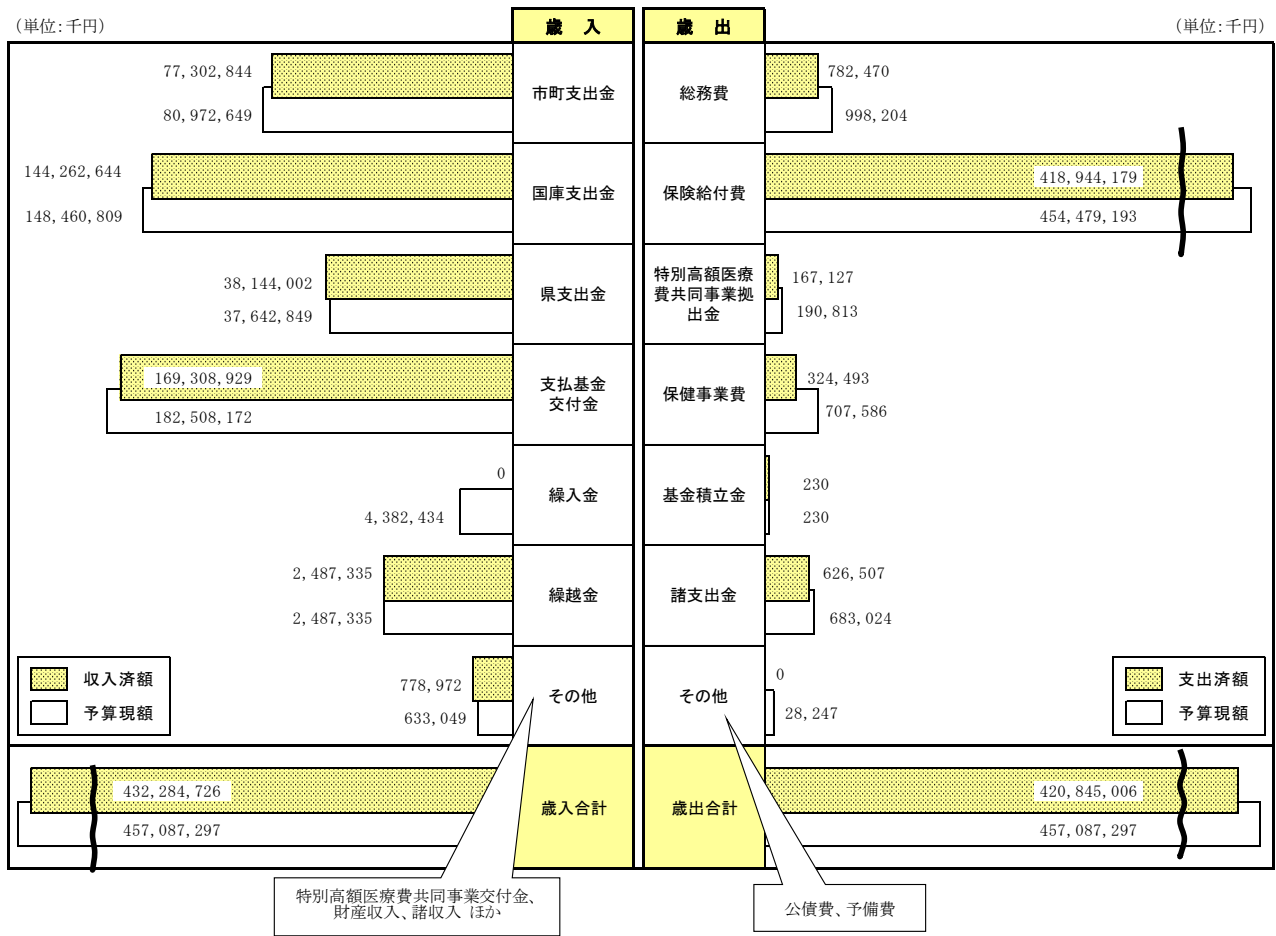 （単位：千円）
歳　入
歳　出
（単位：千円）
77,302,844
80,972,649
市町支出金
総務費
782,470
998,204
144,262,644
148,460,809
国庫支出金
保険給付費
418,944,179
454,479,193
38,144,002
37,642,849
県支出金
特別高額医療
費共同事業拠
出金
167,127
190,813
169,308,929
182,508,172
支払基金
交付金
保健事業費
324,493
707,586
0
4,382,434
繰入金
基金積立金
230
230
2,487,335
2,487,335
繰越金
諸支出金
626,507
683,024
収入済額
予算現額
778,972
633,049
その他
その他
0
28,247
支出済額
予算現額
432,284,726
457,087,297
歳入合計
歳出合計
420,845,006
457,087,297
特別高額医療費共同事業交付金、
財産収入、諸収入 ほか
公債費、予備費